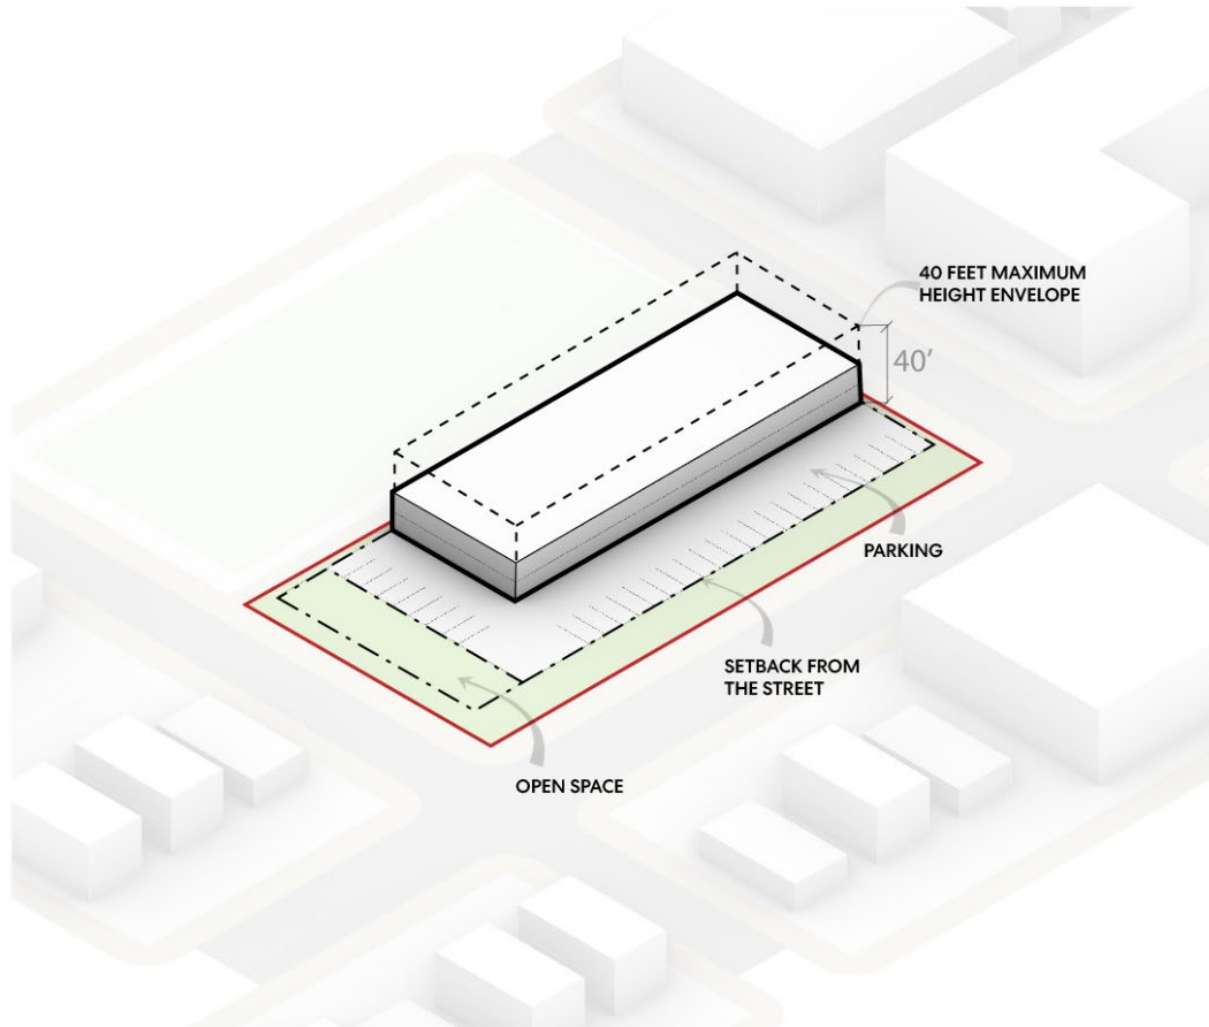 40 FEET MAXIMUM
HEIGHT ENVELOPE
40'
PARKING
SETBACK FROM
THE STREET
OPEN SPACE